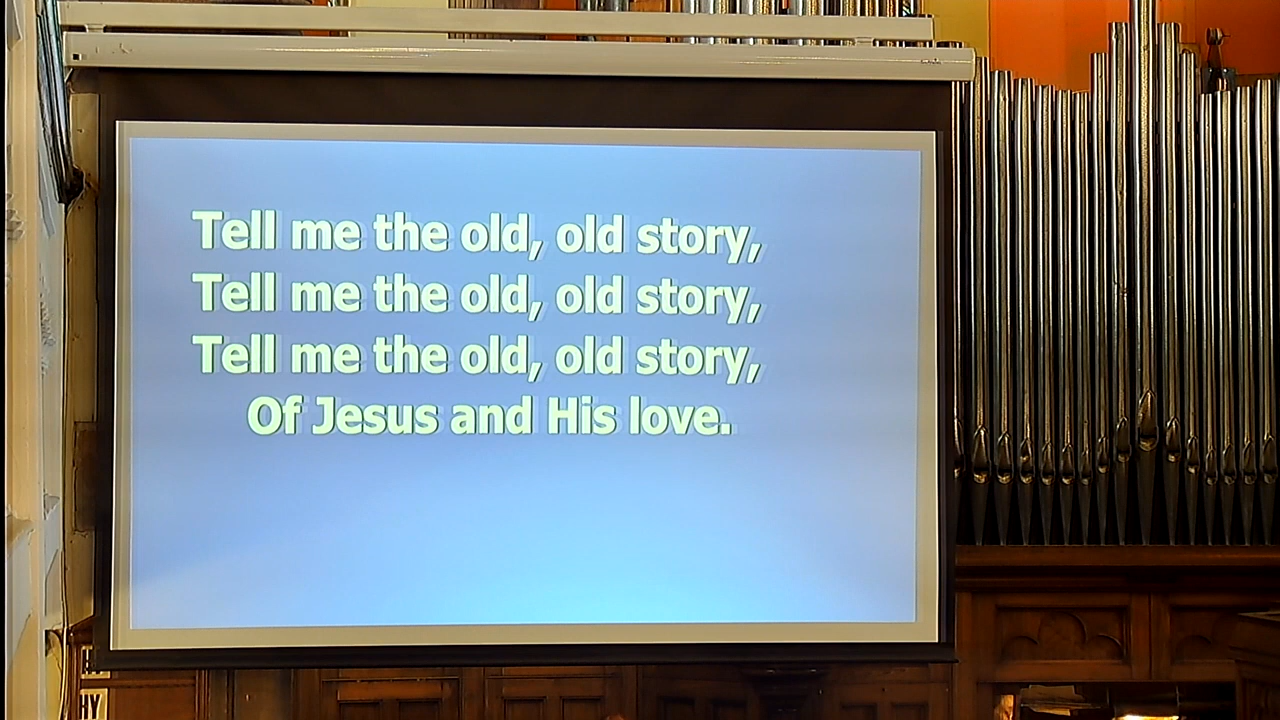 Tell me the old, old story,
Tell me the old, old story,
Tell me the old, old story,
Of Jesus and His love.
HY